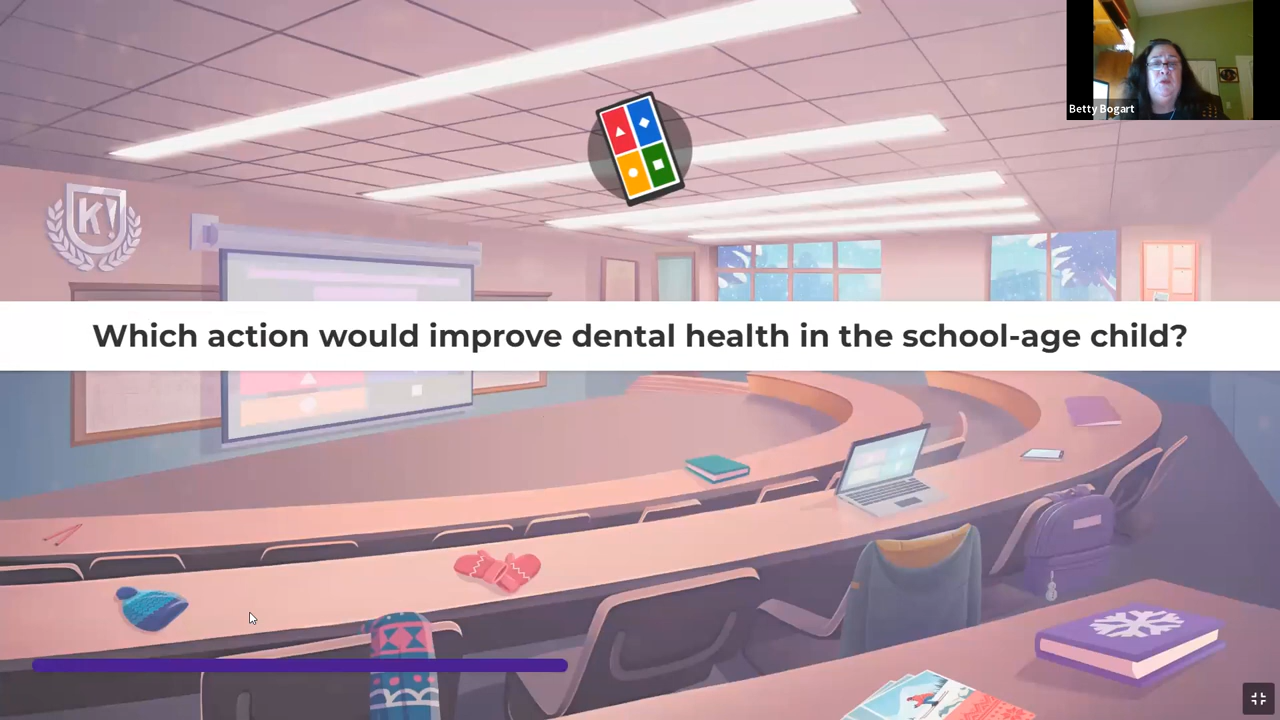 Betty Bogart
K!
Which action would improve dental health in the school-age child?